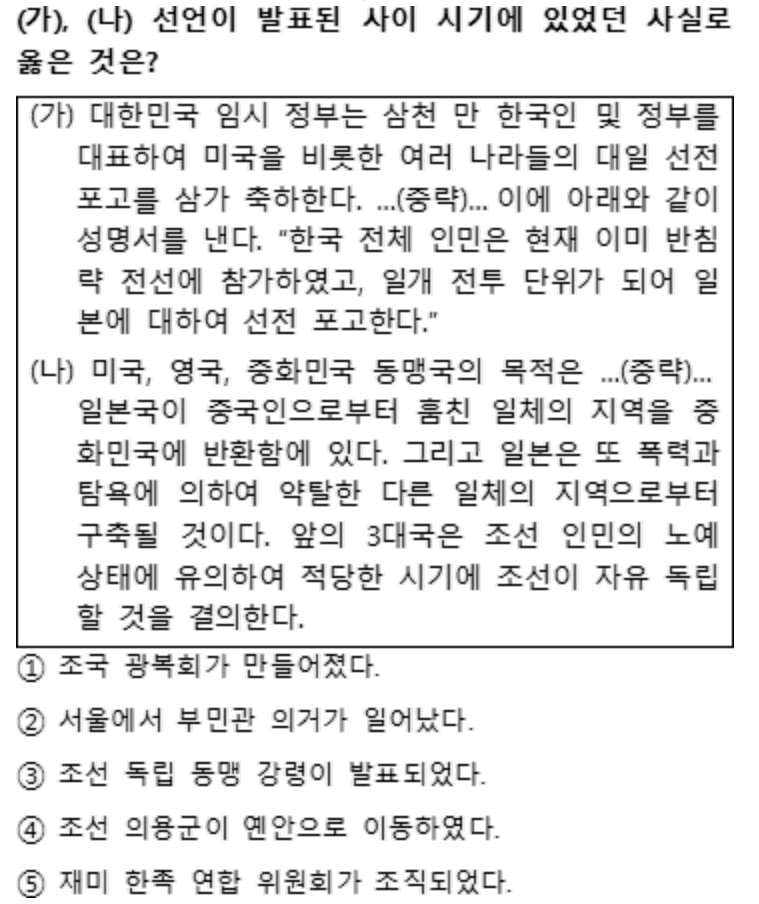 (가), (나) 선언이 발표된 사이 시기에 있었던 사실로
옳은 것은?
(가) 대한민국 임시 정부는 삼천 만 한국인 및 정부를
대표하여 미국을 비롯한 여러 나라들의 대일 선전
포고를 삼가 축하한다. ...(중략)... 이에 아래와 같이
성명서를 낸다. "한국 전체 인민은 현재 이미 반침
략 전선에 참가하였고, 일개 전투 단위가 되어 일
본에 대하여 선전 포고한다."
(나) 미국, 영국, 중화민국 동맹국의 목적은 ...(중략)...
일본국이 중국인으로부터 훔친 일체의 지역을 중
화민국에 반환함에 있다. 그리고 일본은 또 폭력과
탐욕에 의하여 약탈한 다른 일체의 지역으로부터
구축될 것이다. 앞의 3대국은 조선 인민의 노예
상태에 유의하여 적당한 시기에 조선이 자유 독립
할 것을 결의한다.
① 조국 광복회가 만들어졌다.
② 서울에서 부민관 의거가 일어났다.
③ 조선 독립 동맹 강령이 발표되었다.
④ 조선 의용군이 옌안으로 이동하였다.
⑤ 재미 한족 연합 위원회가 조직되었다.